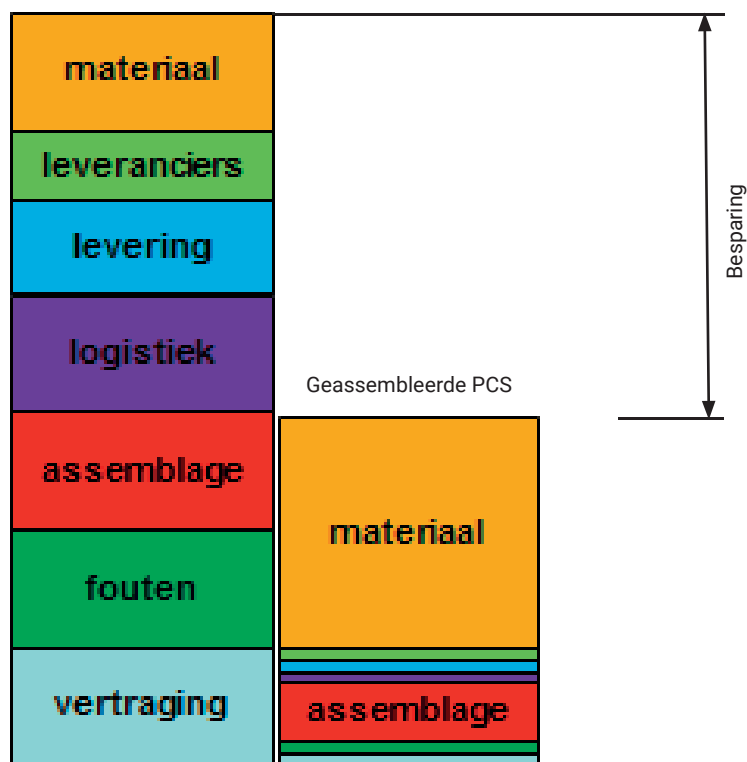 materiaal
leveranciers
levering
logistiek
assemblage
fouten
vertraging
Geassembleerde PCS
materiaal
assemblage
Besparing